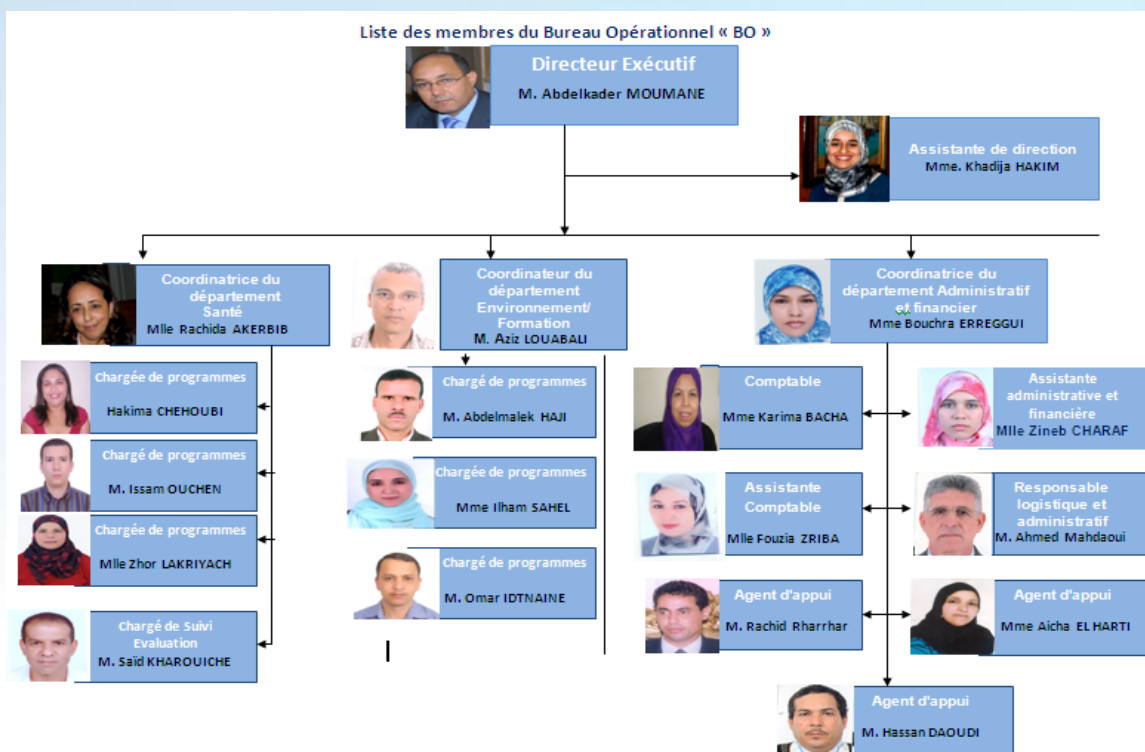 Liste des membres du Bureau Opérationnel « BO »
Directeur Exécutif
M. Abdelkader MOUMANE
Assistante de direction
Mme. Khadija HAKIM
Coordinatrice du
département
Santé
Mlle Rachida AKERBIB
Chargée de programmes
Hakima CHEHOUBI
Chargé de programmes
M. Issam OUCHEN
Chargée de programmes
Mlle Zhor LAKRIYACH
Chargé de Suivi
Evaluation
M. Saïd KHAROUICHE
Coordinateur du
département
Environnement/
Formation
M. Aziz LOUABALI
Chargé de programmes
M. Abdelmalek HAJI
Chargée de programmes
Mme Ilham SAHEL
Chargé de programmes
M. Omar IDTNAINE
Coordinatrice du
département Administratif
et financier
Mme Bouchra ERREGGUI
Comptable
Mme Karima BACHA
Assistante
administrative et
financière
Mlle Zineb CHARAF
Assistante
Comptable
Mlle Fouzia ZRIBA
Responsable
logistique et
administratif
M. Ahmed Mahdaoui
Agent d'appui
M. Rachid Rharrhar
Agent d'appui
Mme Aicha EL HARTI
Agent d'appui
M. Hassan DAOUDI